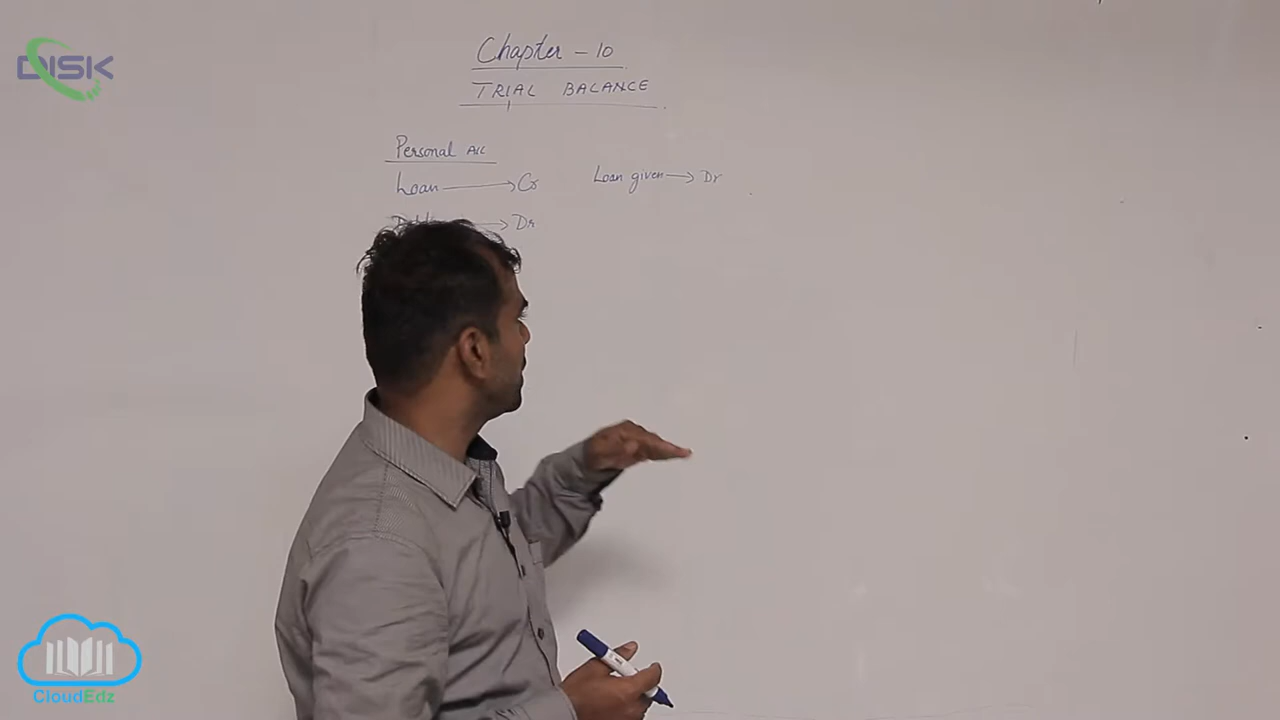 DISK
Chapter - 10
TRIAL BALANCE
Personal A/c
Loan → Cr
Loan given → Dr
→ Dr
CloudEdz